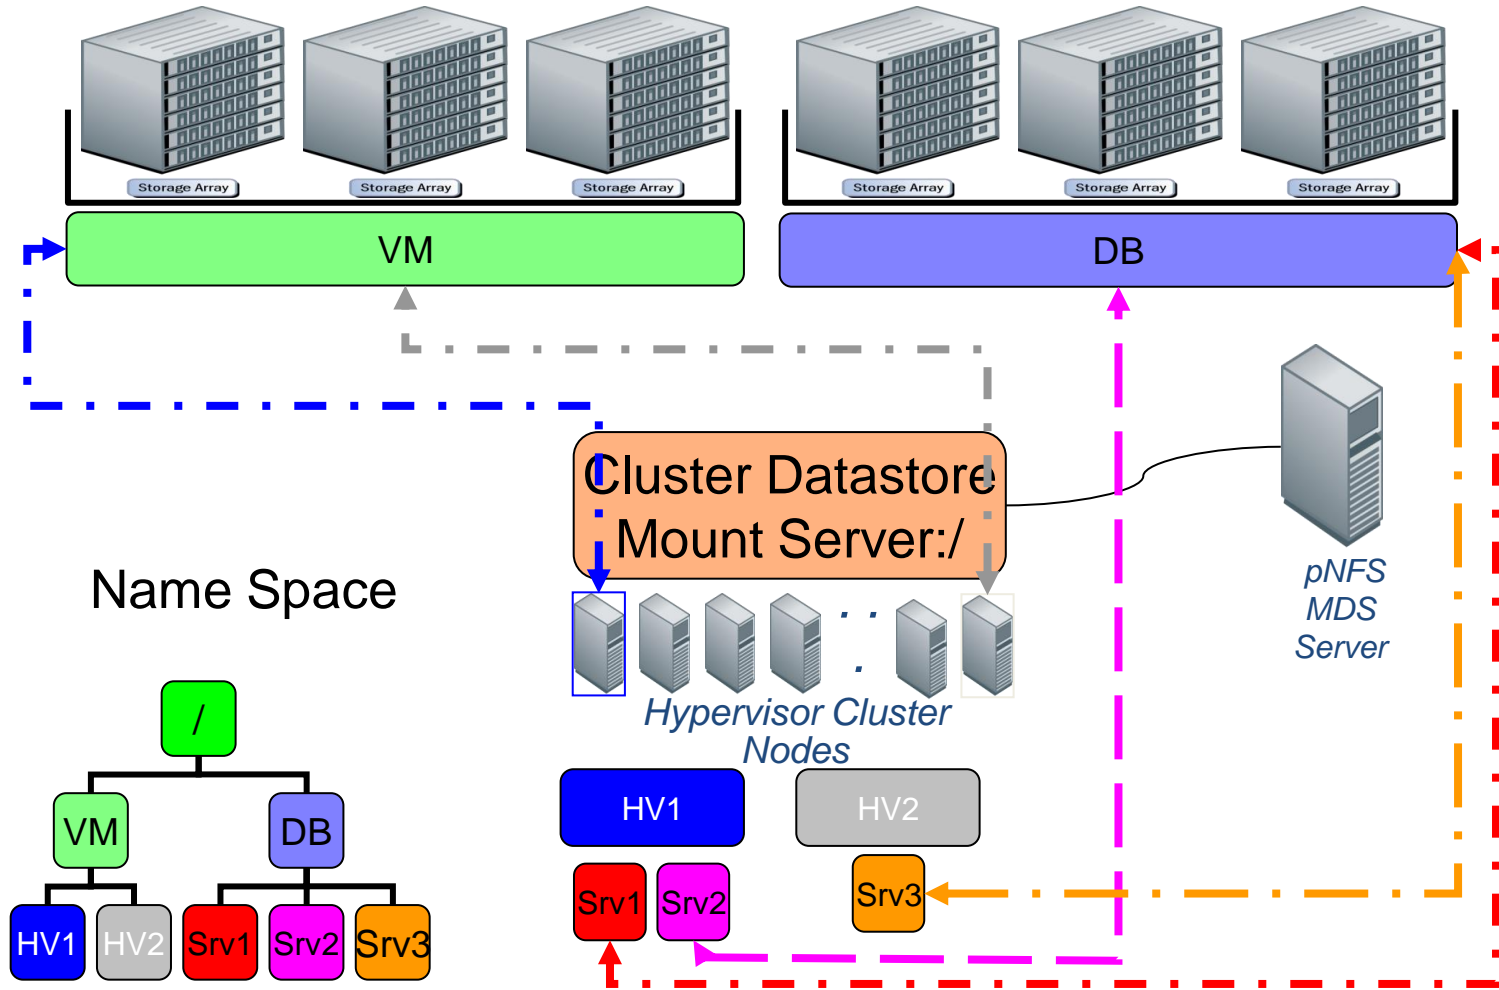 Storage Array
Storage Array
Storage Array
Storage Array
Storage Array
Storage Array
VM
DB
Cluster Datastore
Mount Server:/
pNFS
MDS
Server
Name Space
. .
.
Hypervisor Cluster
Nodes
/
VM
DB
HV1
HV2
Srv1
Srv2
Srv3
HV1
HV2
Srv1
Srv2
Srv3